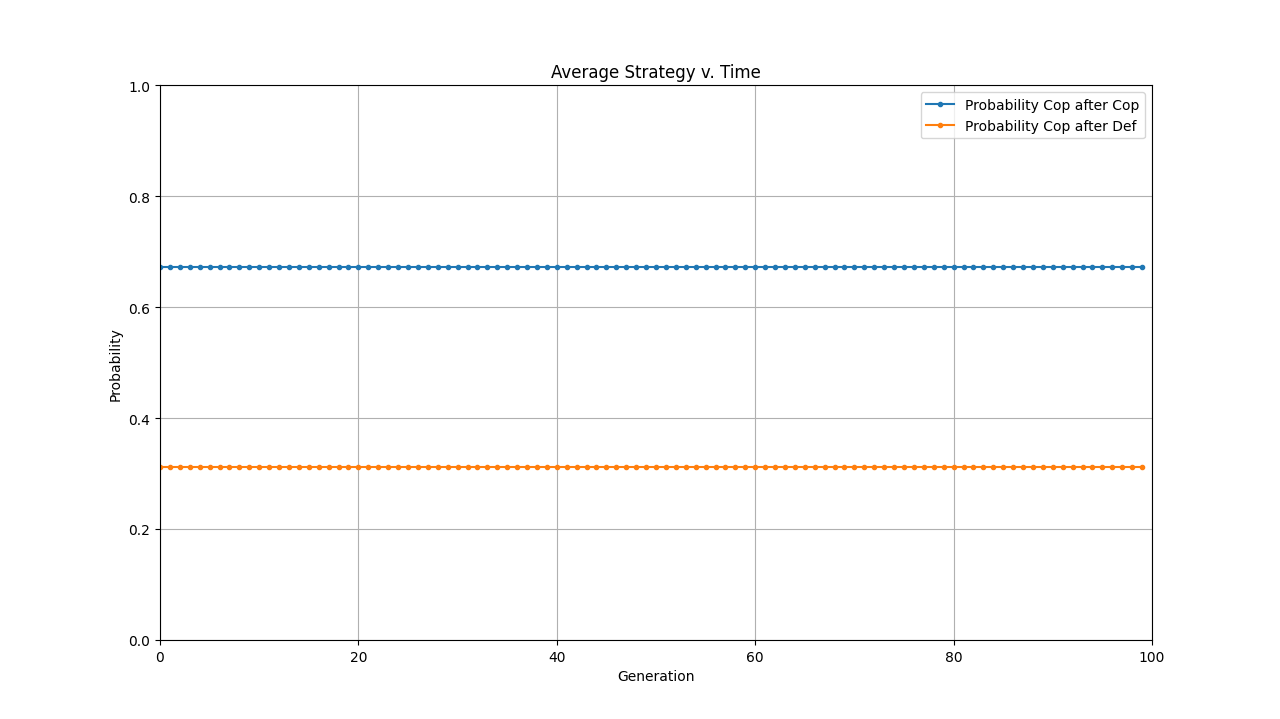 Average Strategy v. Time
Probability Cop after Cop
Probability Cop after Def
1.0
0.8
0.6
0.4
0.2
0.0
Probability
0 20 40 60 80 100
Generation